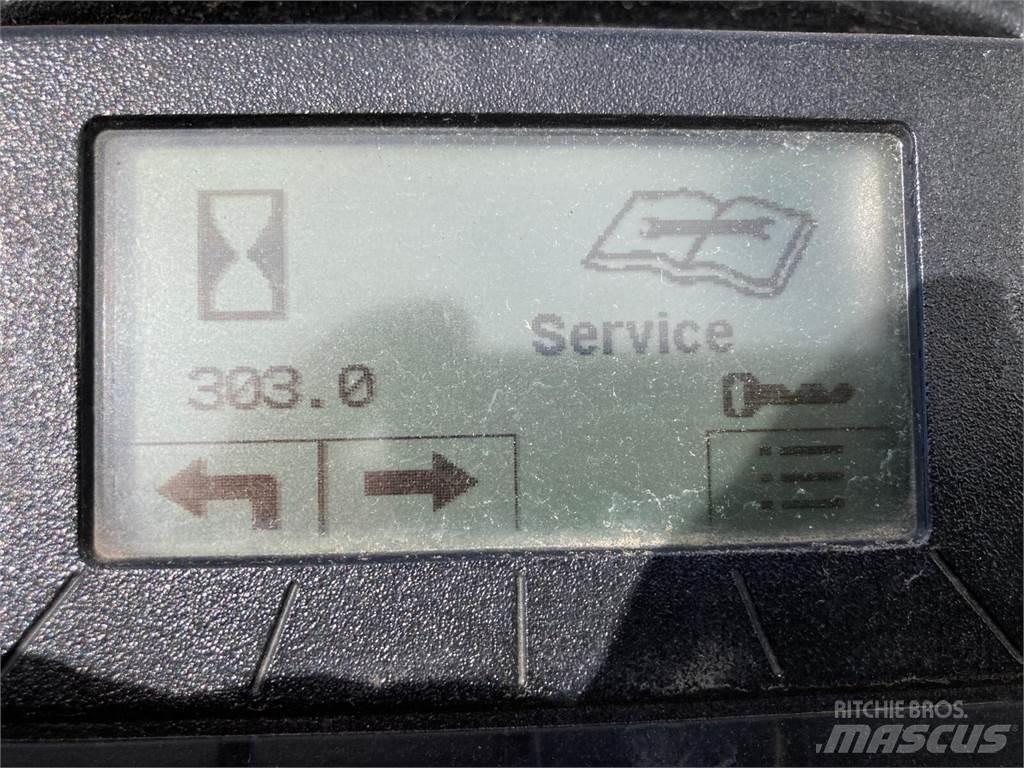 Service
303.0
RITCHIE BROS.
MASCUS